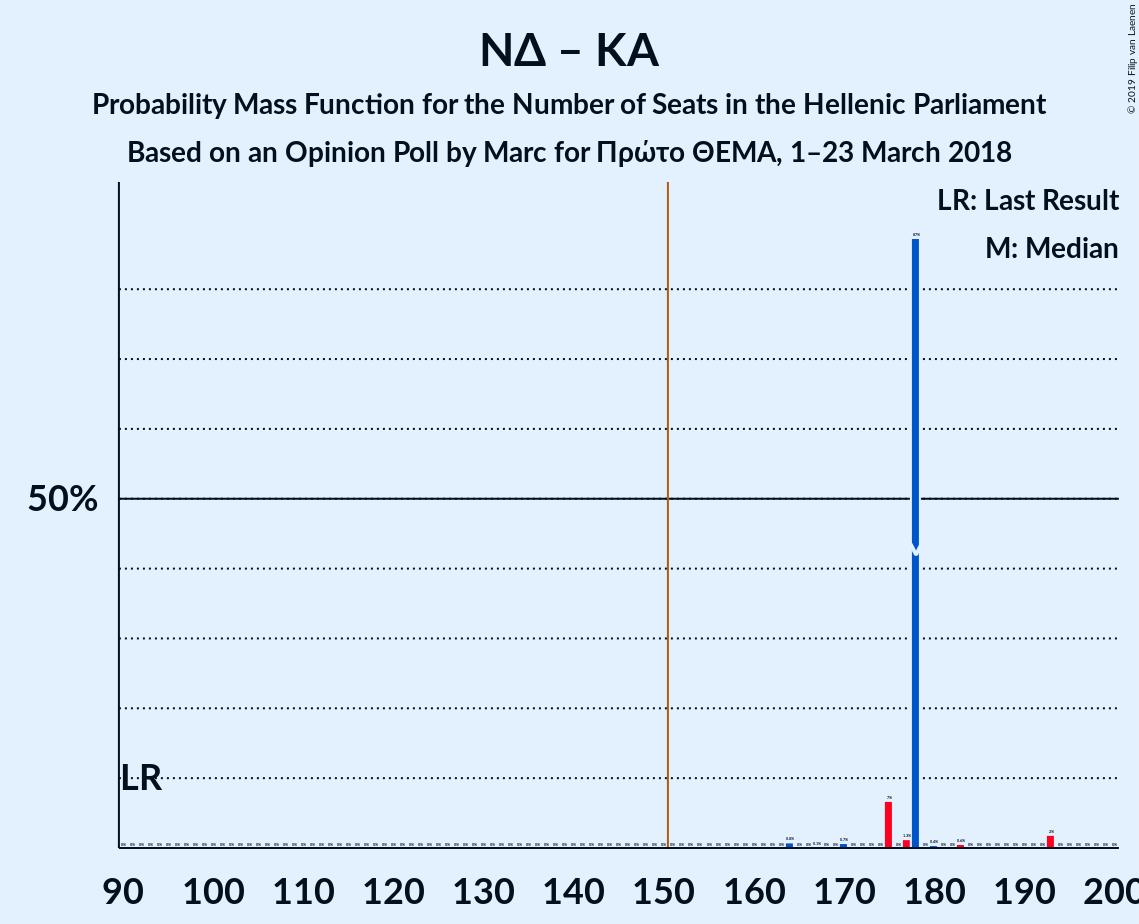 ΝΔ – ΚΑ
Probability Mass Function for the Number of Seats in the Hellenic Parliament
Based on an Opinion Poll by Marc for Πρώτο ΘΕΜΑ, 1–23 March 2018
© 2019 Filip van Laenen
LR: Last Result
M: Median
50%
LR
M
90 100 110 120 130 140 150 160 170 180 190 200